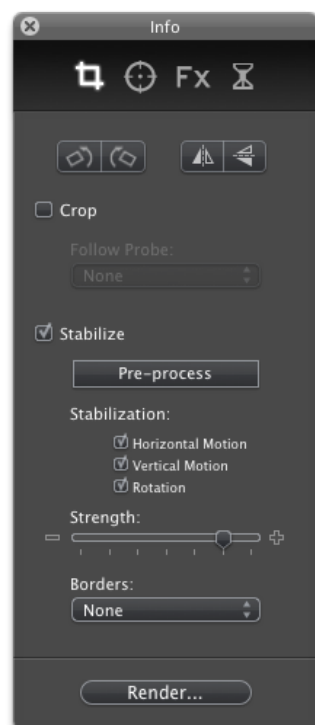 Info
Fx
Crop
Follow Probe:
None
Stabilize
Pre-process
Stabilization:
Horizontal Motion
Vertical Motion
Rotation
Strength:
Borders:
None
Render...